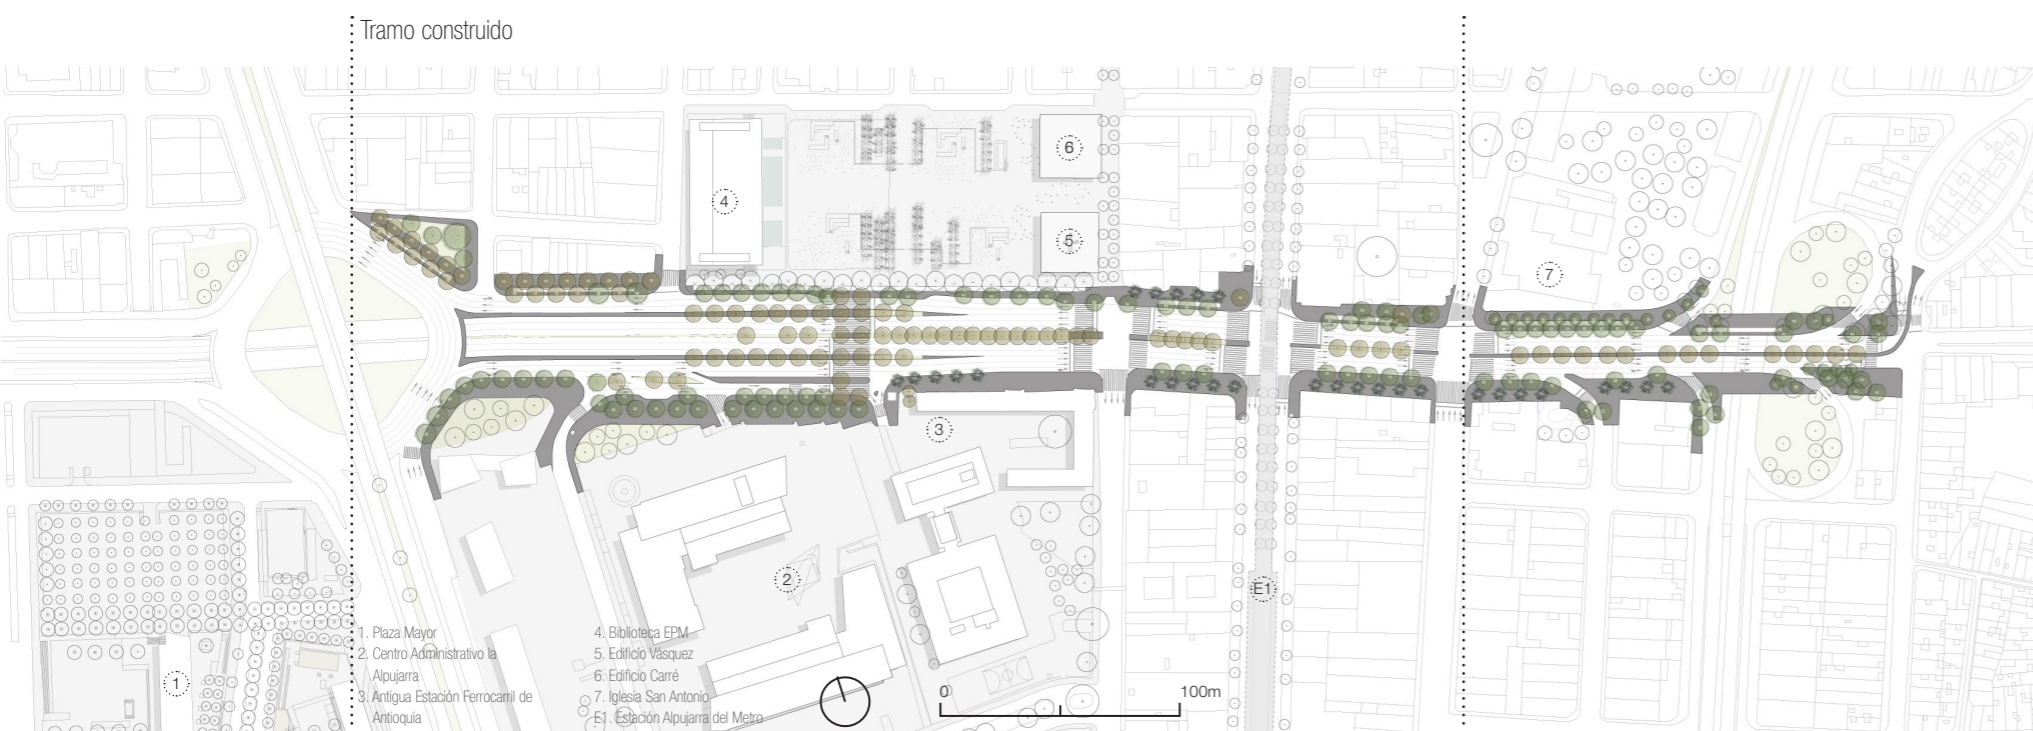 Tramo construido
4
6
5
7
3
2
E1
1
1. Plaza Mayor
2. Centro Administrativo la
Alpujarra
3. Antigua Estación Ferrocarril de
Antioquia
4. Biblioteca EPM
5. Edificio Vásquez
6. Edificio Carré
7. Iglesia San Antonio
E1. Estación Alpujarra del Metro
0
100m